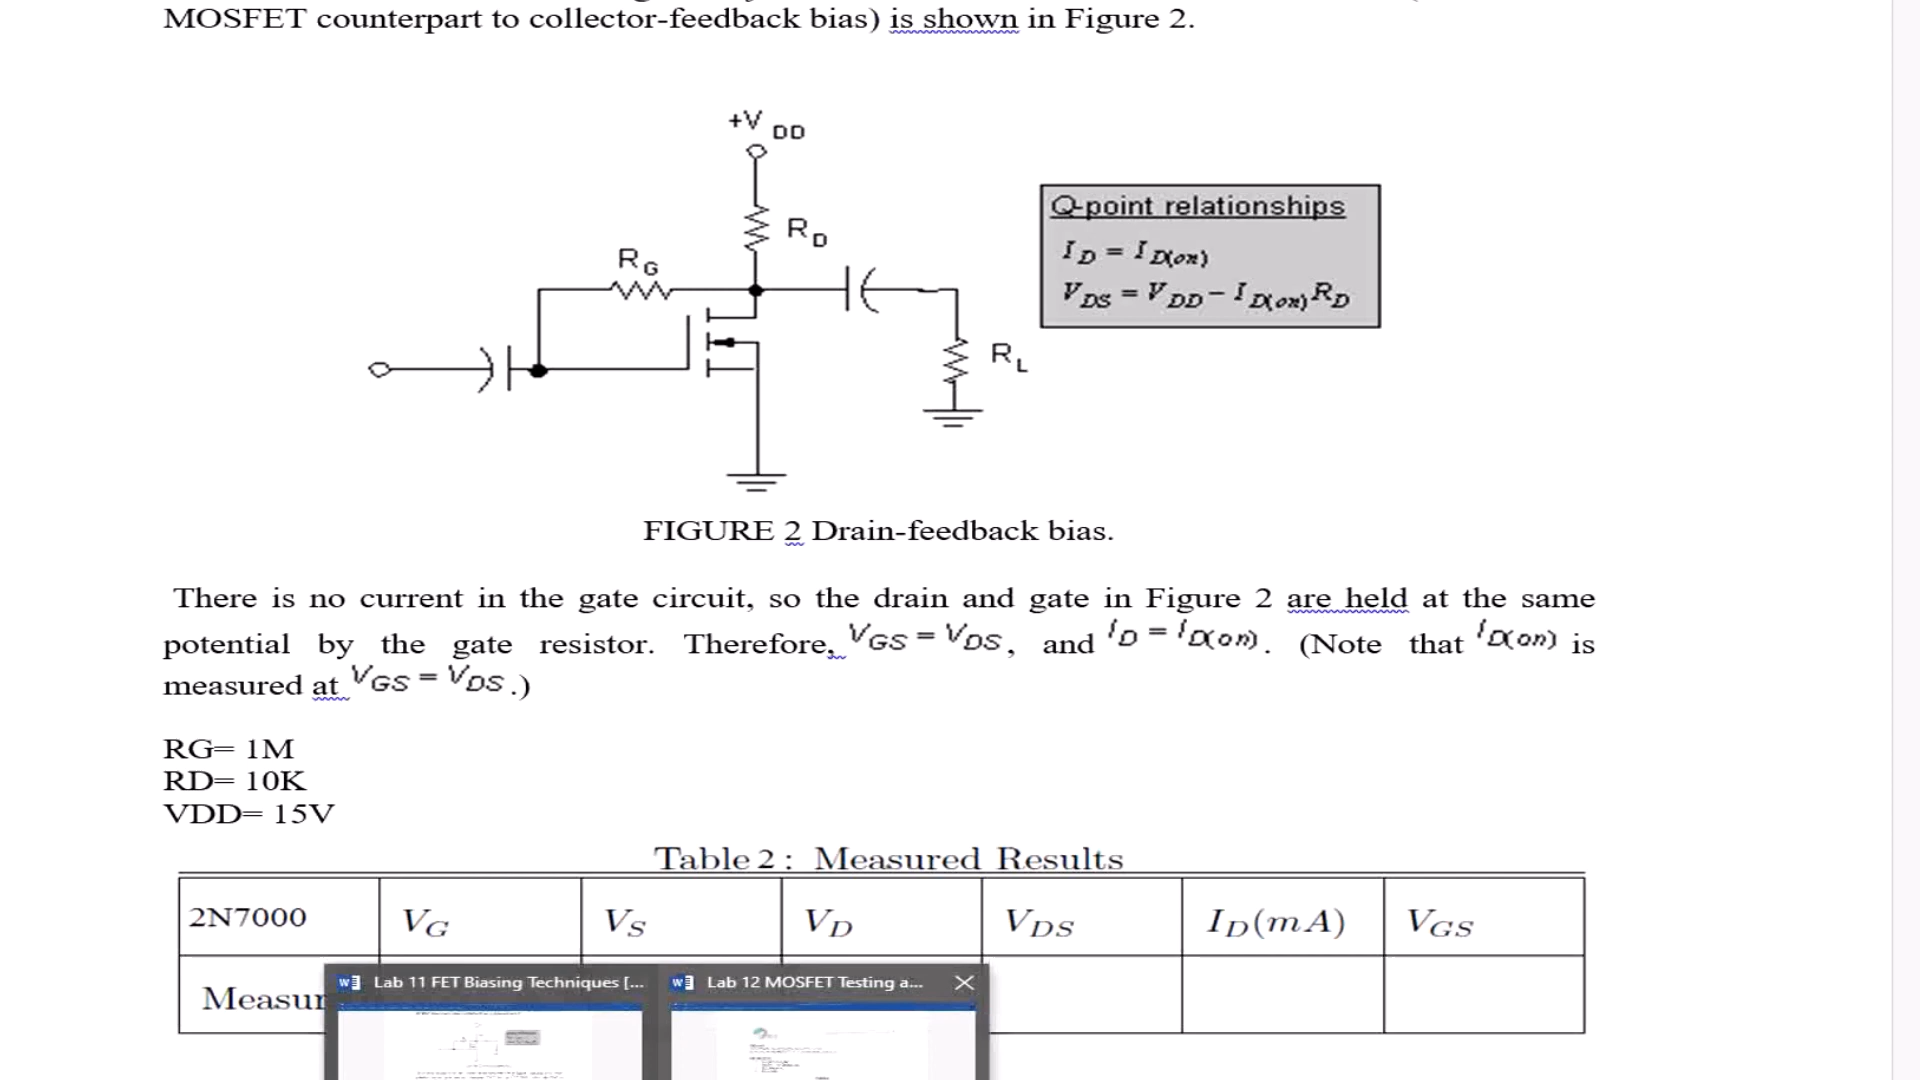 MOSFET counterpart to collector-feedback bias) is shown in Figure 2.
+V DD
R D
R G
R L
Q-point relationships
I D = I D(on)
V DS = V DD - I D(on) R D
FIGURE 2 Drain-feedback bias.
There is no current in the gate circuit, so the drain and gate in Figure 2 are held at the same
potential by the gate resistor. Therefore, V GS = V DS, and I D = I D(on). (Note that I D(on) is
measured at V GS = V DS.)
RG= 1M
RD= 10K
VDD= 15V
Table 2 : Measured Results
2N7000 V G V S V D V DS I D (mA) V GS
Measur
Lab 11 FET Biasing Techniques [... Lab 12 MOSFET Testing a...